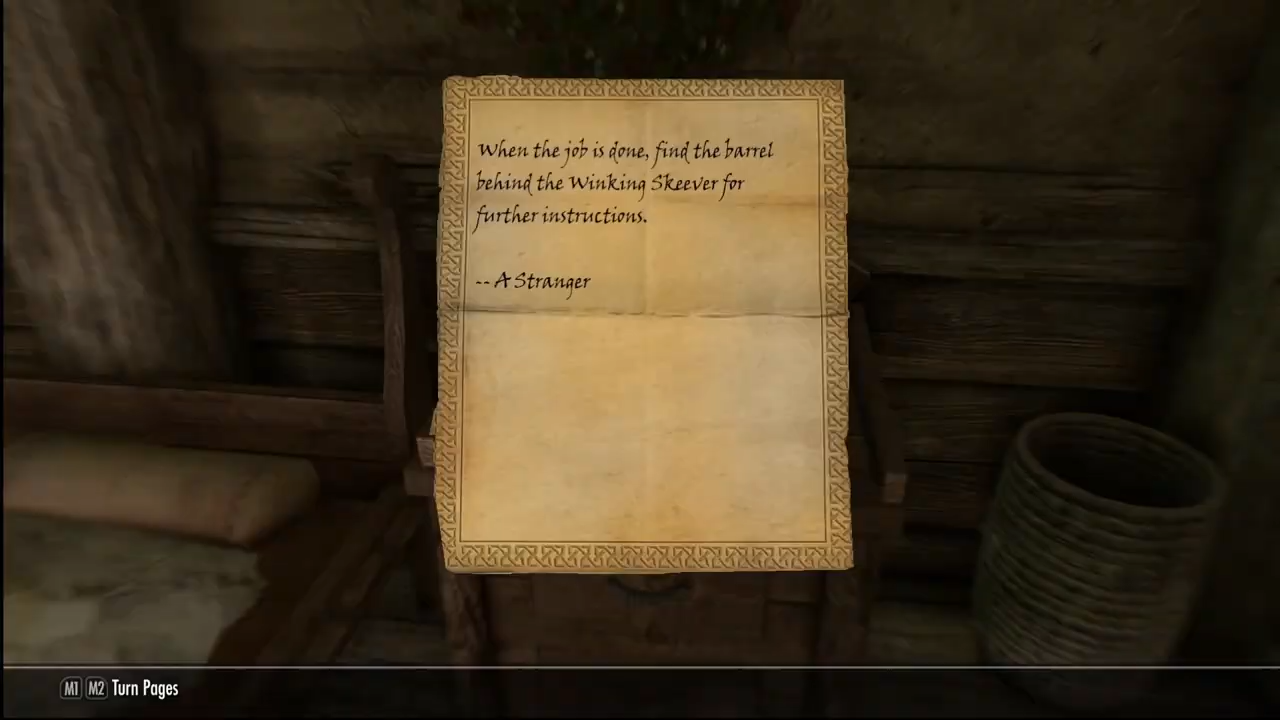 When the job is done, find the barrel
behind the Winking Skeever for
further instructions.
-- A Stranger
M1 M2 Turn Pages